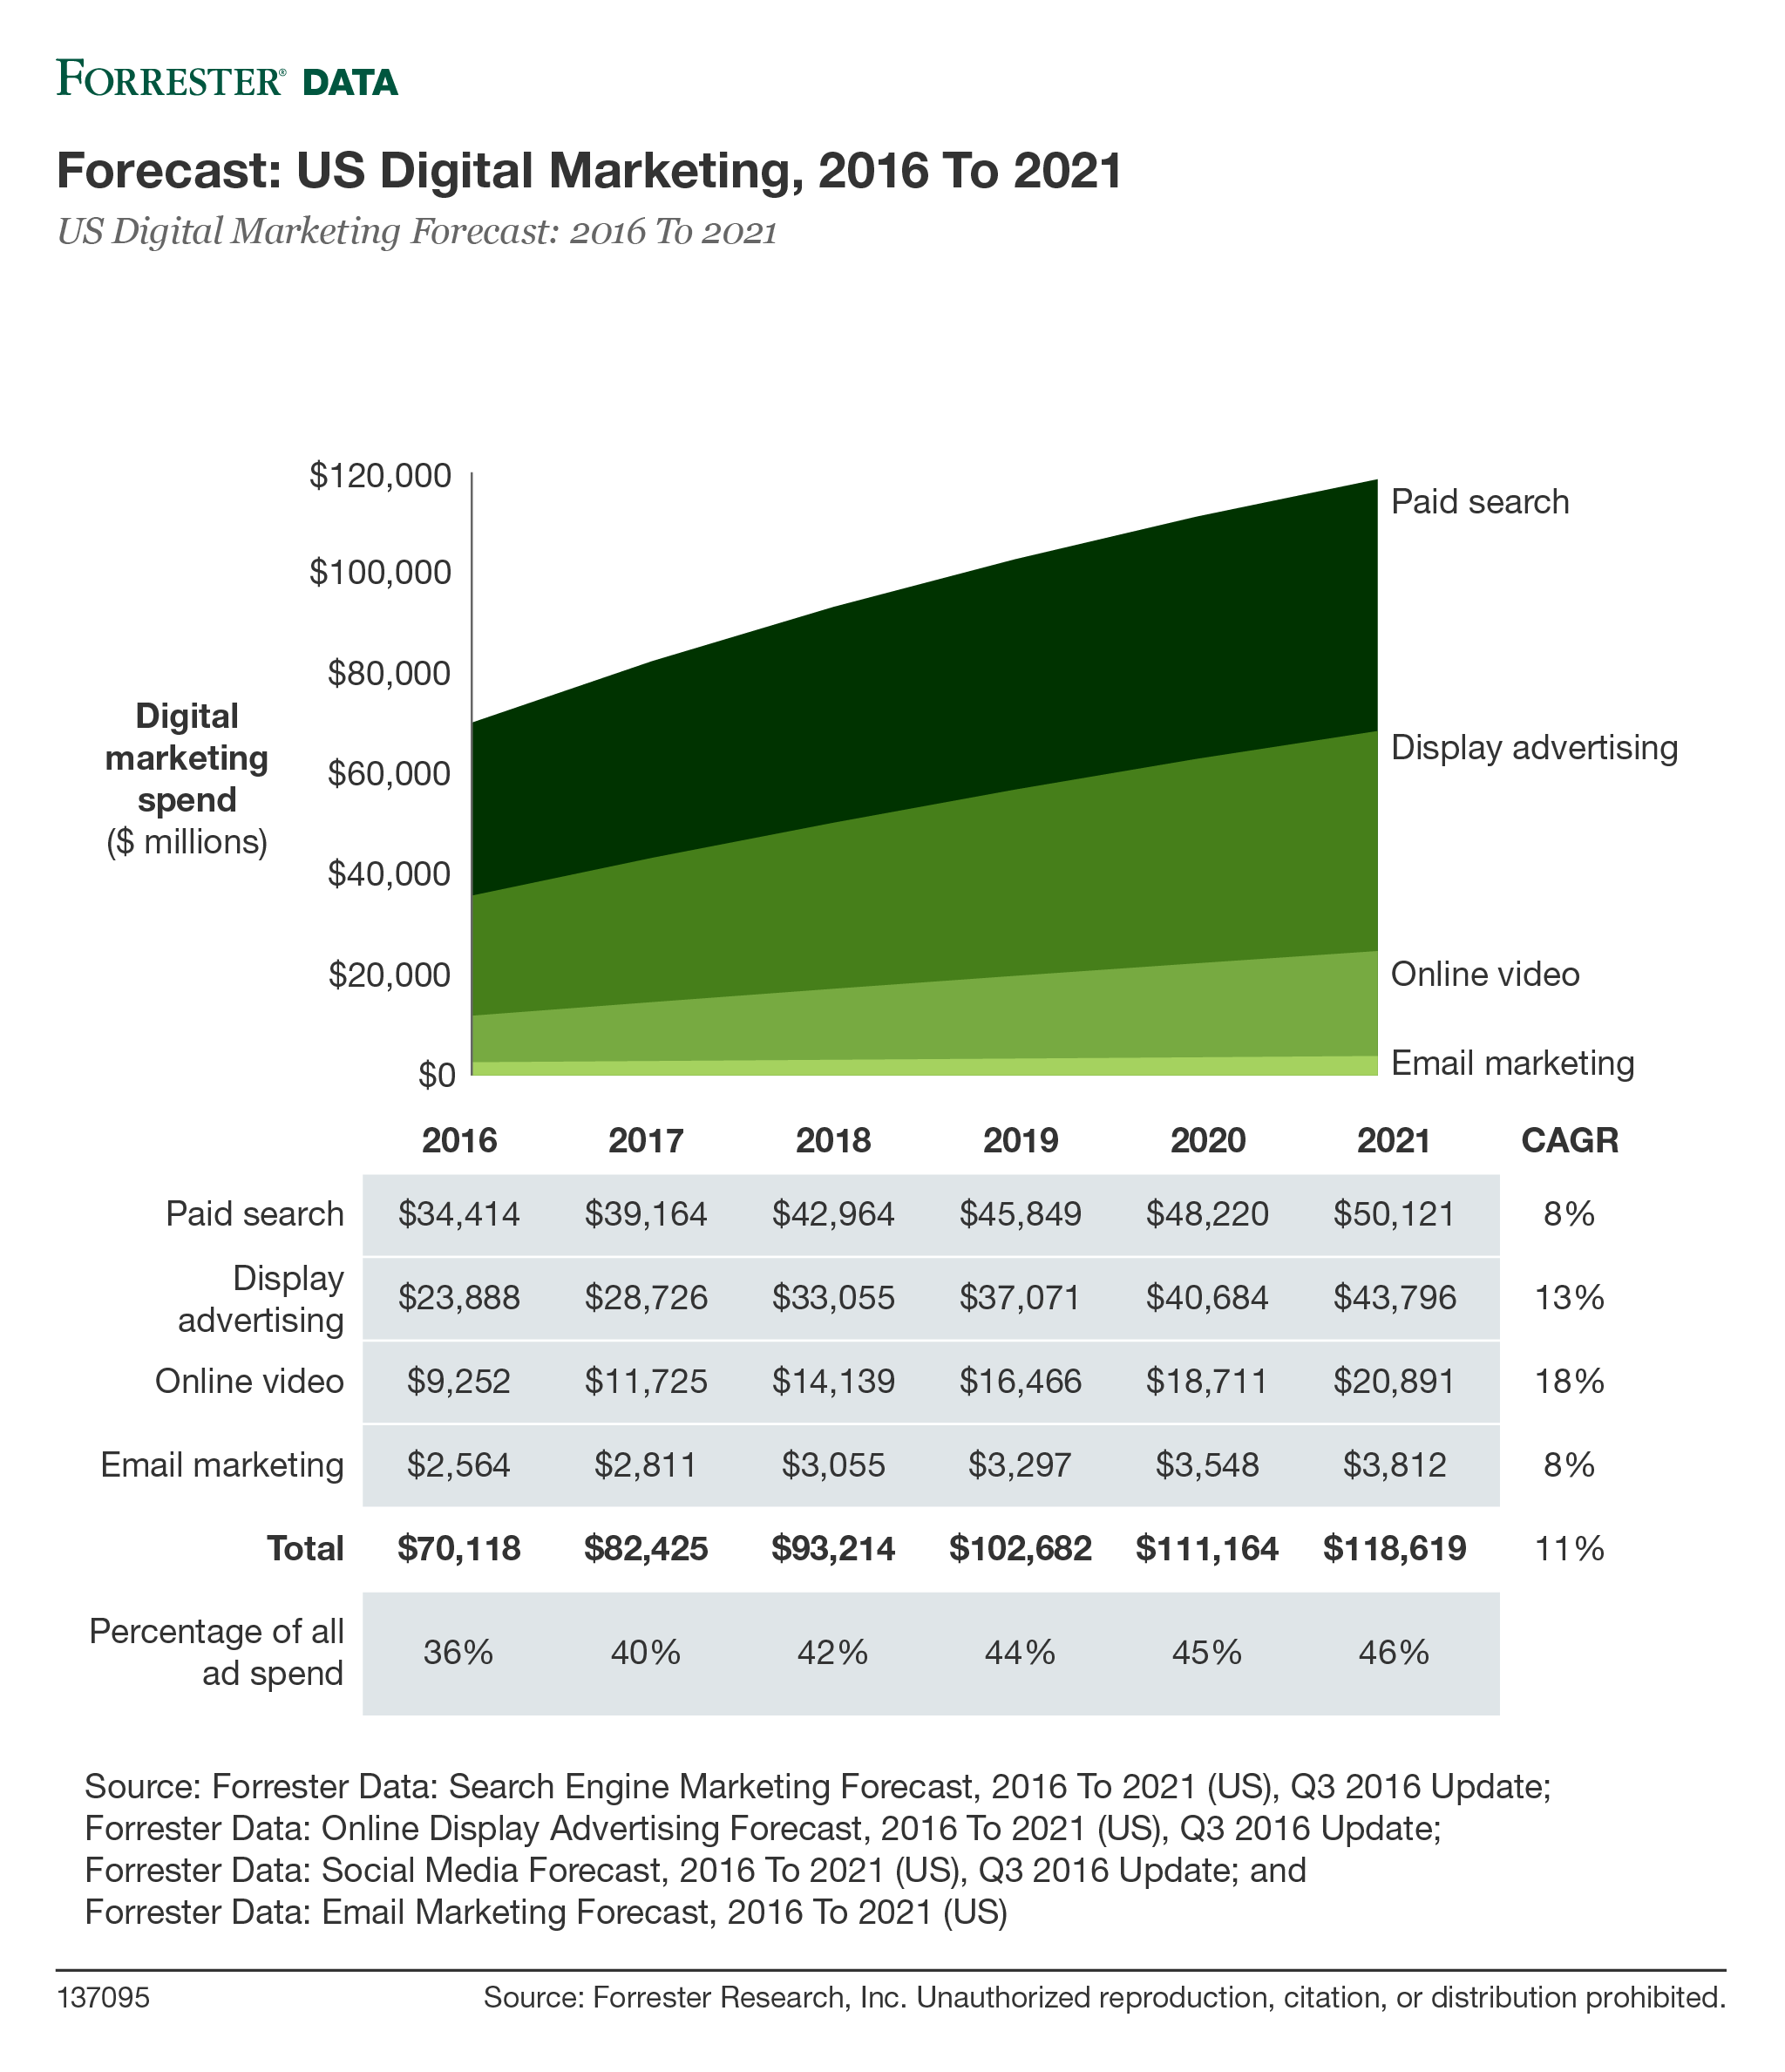 FORRESTER® DATA
Forecast: US Digital Marketing, 2016 To 2021
US Digital Marketing Forecast: 2016 To 2021
$120,000
$100,000
$80,000
$60,000
$40,000
$20,000
$0
Digital
marketing
spend
($ millions)
Paid search
Display advertising
Online video
Email marketing
2016 2017 2018 2019 2020 2021 CAGR
Paid search $34,414 $39,164 $42,964 $45,849 $48,220 $50,121 8%
Display
advertising $23,888 $28,726 $33,055 $37,071 $40,684 $43,796 13%
Online video $9,252 $11,725 $14,139 $16,466 $18,711 $20,891 18%
Email marketing $2,564 $2,811 $3,055 $3,297 $3,548 $3,812 8%
Total $70,118 $82,425 $93,214 $102,682 $111,164 $118,619 11%
Percentage of all
ad spend 36% 40% 42% 44% 45% 46%
Source: Forrester Data: Search Engine Marketing Forecast, 2016 To 2021 (US), Q3 2016 Update;
Forrester Data: Online Display Advertising Forecast, 2016 To 2021 (US), Q3 2016 Update;
Forrester Data: Social Media Forecast, 2016 To 2021 (US), Q3 2016 Update; and
Forrester Data: Email Marketing Forecast, 2016 To 2021 (US)
137095 Source: Forrester Research, Inc. Unauthorized reproduction, citation, or distribution prohibited.